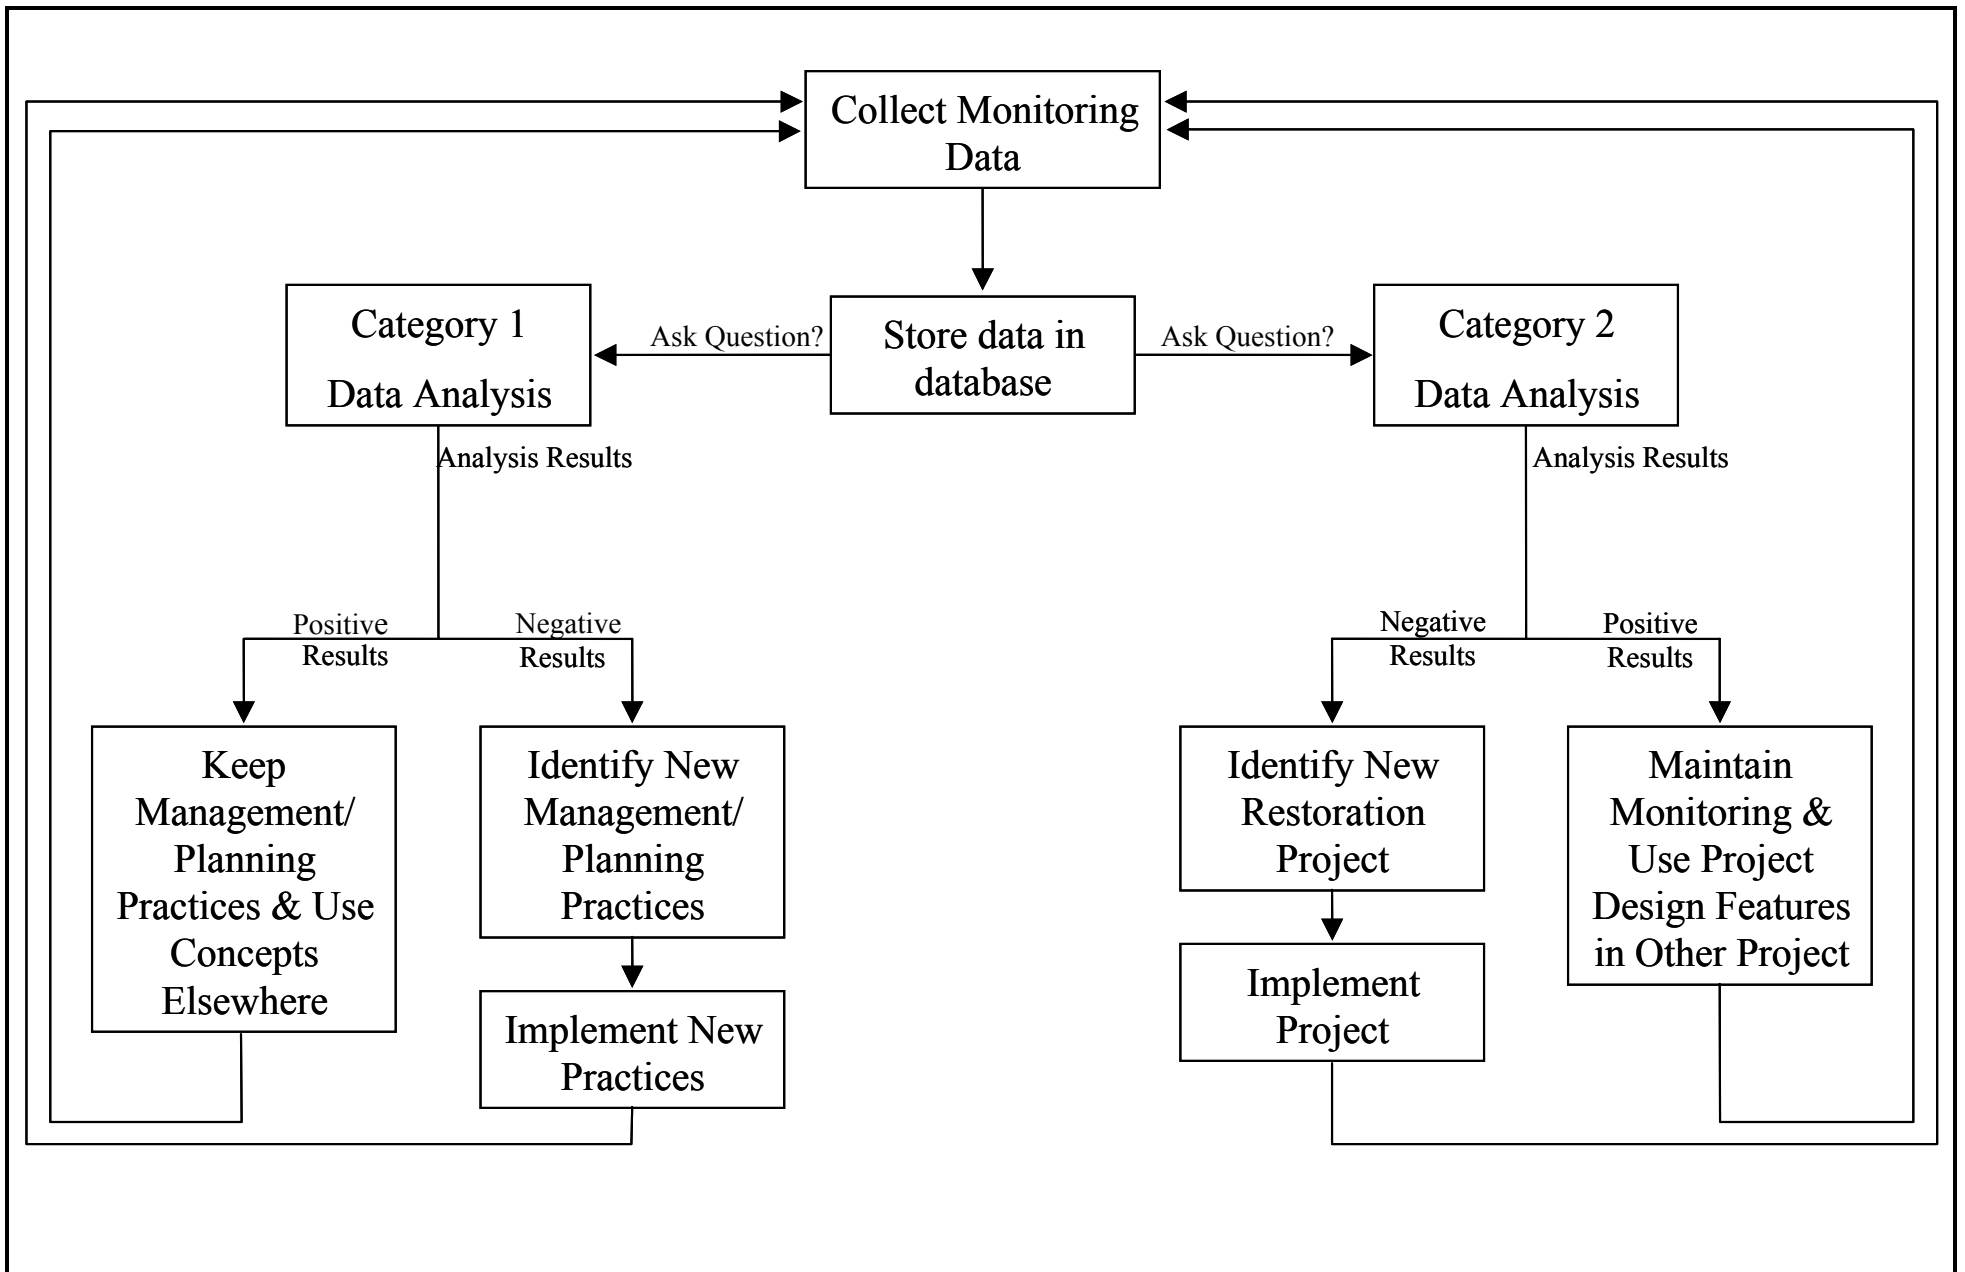 Collect Monitoring
Data
Category 1
Data Analysis
Ask Question?
Store data in
database
Ask Question?
Category 2
Data Analysis
Analysis Results
Analysis Results
Positive
Results
Negative
Results
Negative
Results
Positive
Results
Keep
Management/
Planning
Practices & Use
Concepts
Elsewhere
Identify New
Management/
Planning
Practices
Implement New
Practices
Identify New
Restoration
Project
Implement
Project
Maintain
Monitoring &
Use Project
Design Features
in Other Project